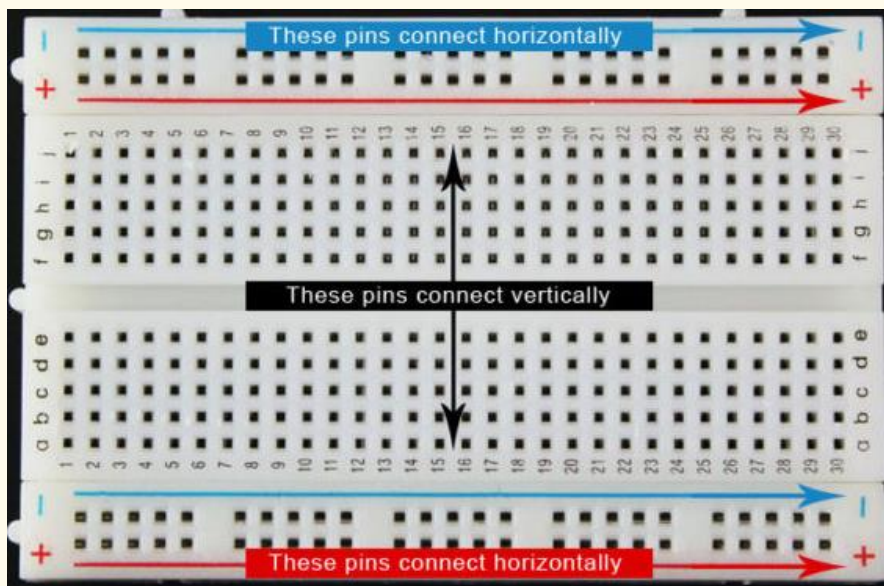 - These pins connect horizontally -
+ +
1 2 3 4 5 6 7 8 9 10 11 12 13 14 15 16 17 18 19 20 21 22 23 24 25 26 27 28 29 30
j j
i i
h h
g g
f f
These pins connect vertically
e e
d d
c c
b b
a a
1 2 3 4 5 6 7 8 9 10 11 12 13 14 15 16 17 18 19 20 21 22 23 24 25 26 27 28 29 30
- -
+ These pins connect horizontally +